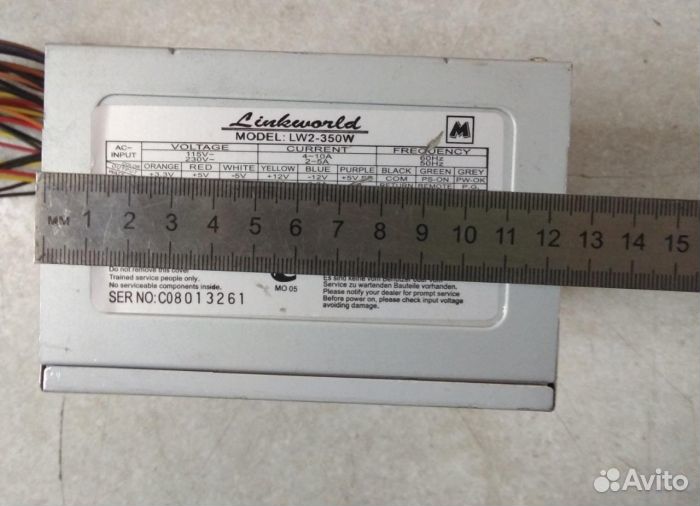 Linkworld
MODEL: LW2-350W
M
AC-INPUT VOLTAGE CURRENT FREQUENCY
115V~ 4-10A 60Hz
230V~ 2-5A 50Hz
ORANGE RED WHITE YELLOW BLUE PURPLE BLACK GREEN GREY
+3.3V +5V -5V +12V -12V +5V SB COM PS-ON PW-OK
RETURN REMOTE P.G.
MM 1 2 3 4 5 6 7 8 9 10 11 12 13 14 15
Do not remove this cover
Trained service people only.
No serviceable components inside.
SER NO: C08013261
MO 05
Service zu wartenden Bauteile vorhanden.
Please notify your dealer for prompt service
Before power on, please check input voltage
avoiding damage.
Avito